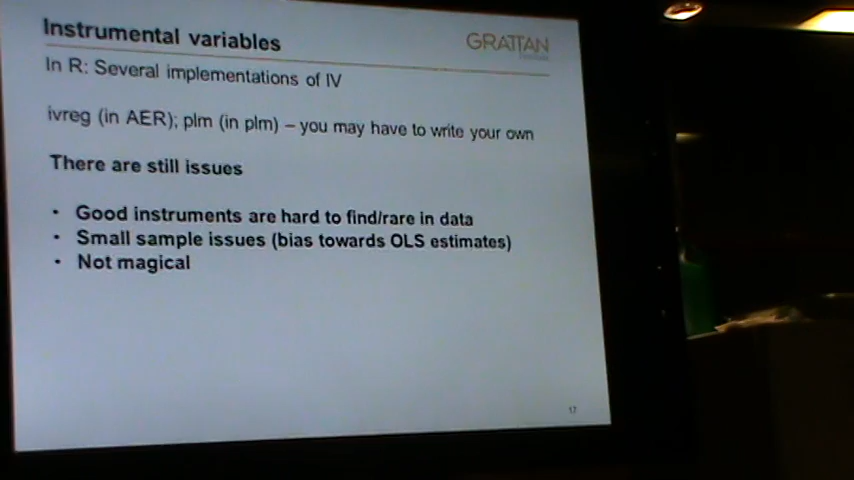 Instrumental variables
GRATTAN
In R: Several implementations of IV
ivreg (in AER); plm (in plm) – you may have to write your own
There are still issues
• Good instruments are hard to find/rare in data
• Small sample issues (bias towards OLS estimates)
• Not magical
17